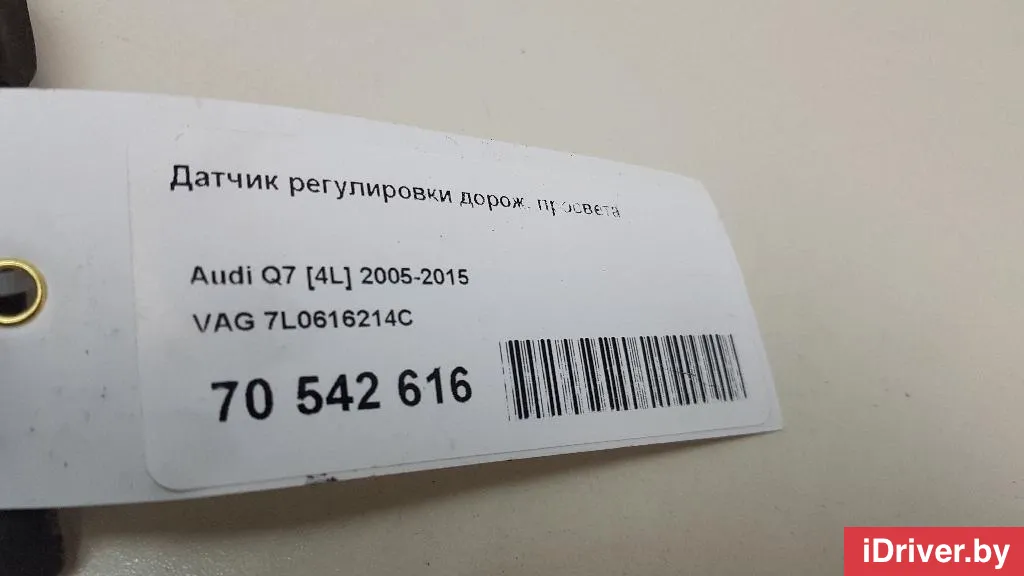 Датчик регулировки дорож. просвета
Audi Q7 [4L] 2005-2015
VAG 7L0616214C
70 542 616
iDriver.by